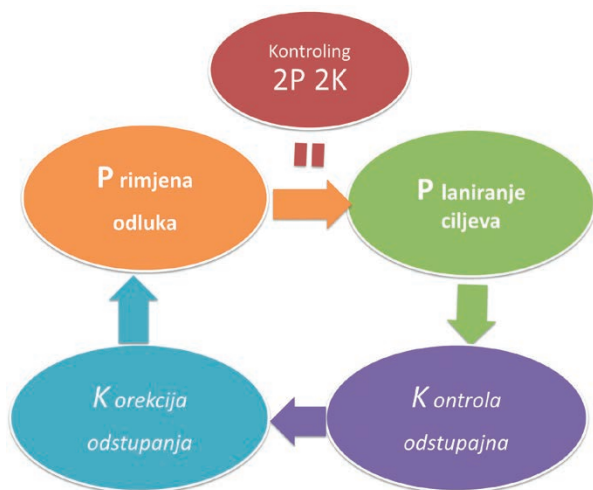 Kontroling
2P 2K
P rimjena
odluka
P laniranje
ciljeva
K orekcija
odstupanja
K ontrola
odstupajna